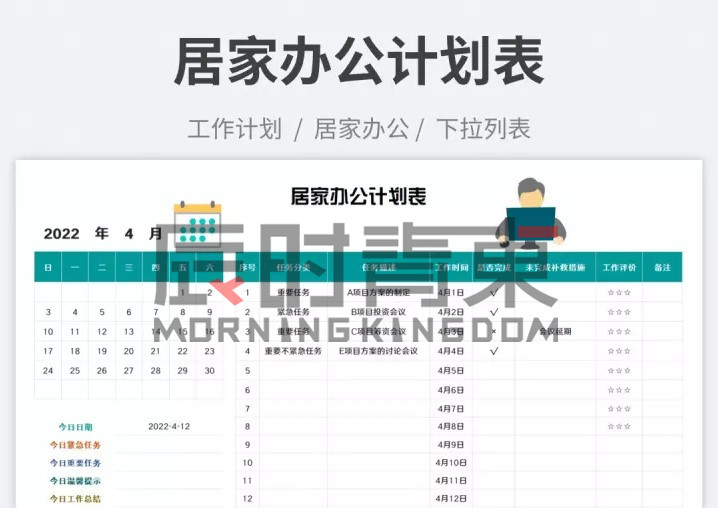 居家办公计划表
工作计划 / 居家办公 / 下拉列表
居家办公计划表
2022 年 4 月
日 一 二 三 四 五 六 序号 任务分类 任务描述 工作时间 是否完成 未完成补救措施 工作评价 备注
1 2 1 重要任务 A项目方案的制定 4月1日 √ ☆☆☆
3 4 5 6 7 8 9 2 紧急任务 B项目投资会议 4月2日 √ ☆☆☆
10 11 12 13 14 15 16 3 重要任务 C项目筹资会议 4月3日 × 会议延期 ☆☆☆
17 18 19 20 21 22 23 4 重要不紧急任务 E项目方案的讨论会议 4月4日 √ ☆☆☆
24 25 26 27 28 29 30 5 4月5日 ☆☆☆
6 4月6日 ☆☆☆
7 4月7日 ☆☆☆
今日日期 2022-4-12 8 4月8日 ☆☆☆
今日紧急任务 9 4月9日
今日重要任务 10 4月10日
今日温馨提示 11 4月11日
今日工作总结 12 4月12日
辰时青枣
MORNINGKINGDOM